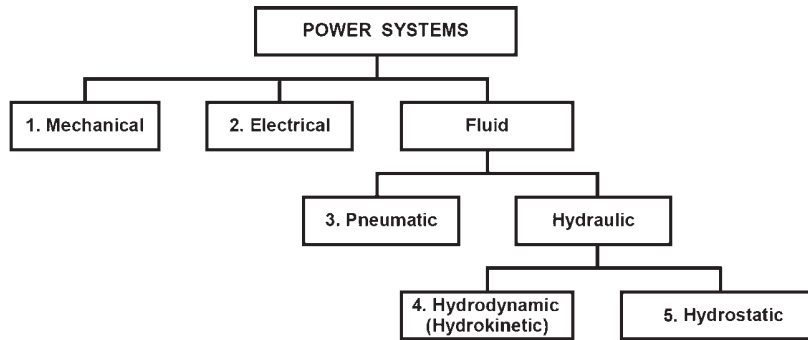 POWER SYSTEMS
1. Mechanical
2. Electrical
Fluid
3. Pneumatic
Hydraulic
4. Hydrodynamic
(Hydrokinetic)
5. Hydrostatic